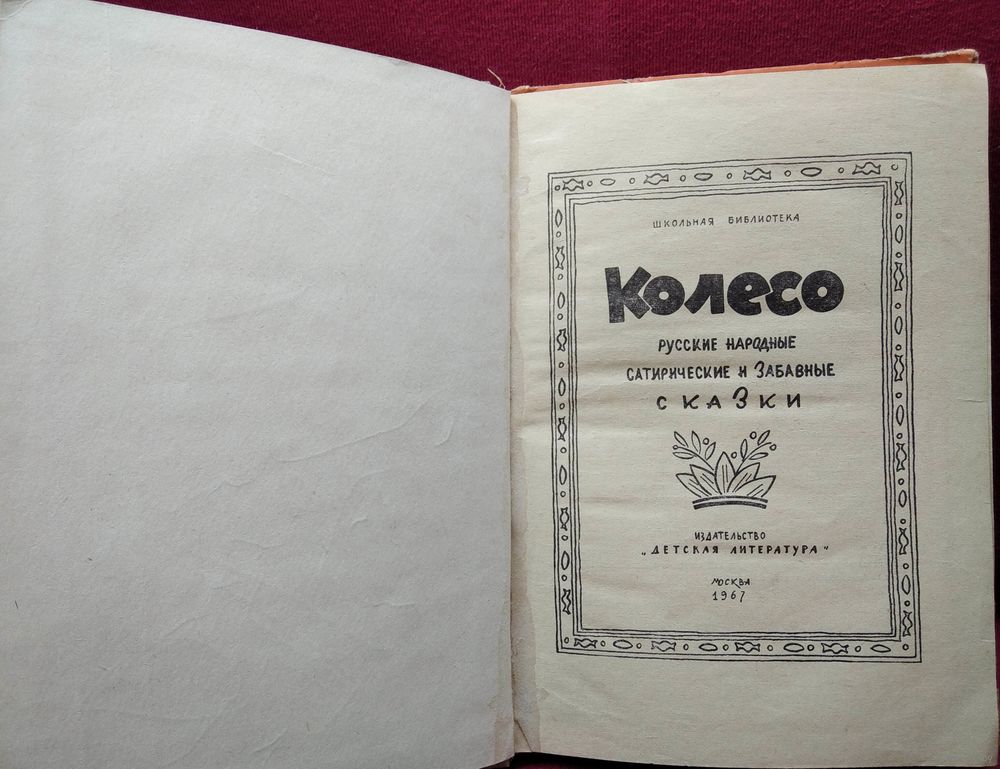 ШКОЛЬНАЯ БИБЛИОТЕКА
Колесо
РУССКИЕ НАРОДНЫЕ
САТИРИЧЕСКИЕ И ЗАБАВНЫЕ
СКАЗКИ
ИЗДАТЕЛЬСТВО
„ДЕТСКАЯ ЛИТЕРАТУРА"
МОСКВА
1967